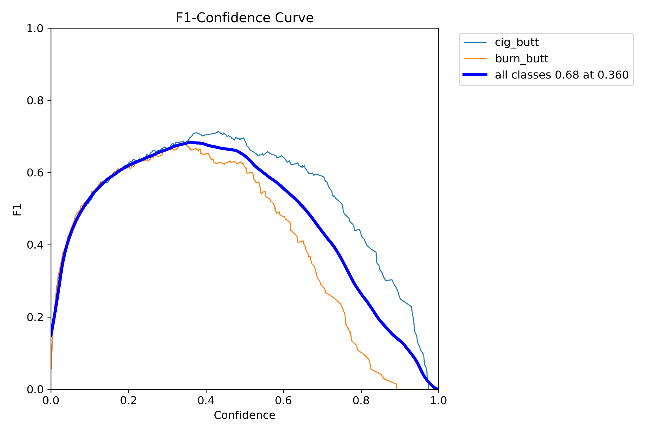 F1-Confidence Curve
1.0
0.8
0.6
0.4
0.2
0.0
F1
0.0 0.2 0.4 0.6 0.8 1.0
Confidence
cig_butt
burn_butt
all classes 0.68 at 0.360